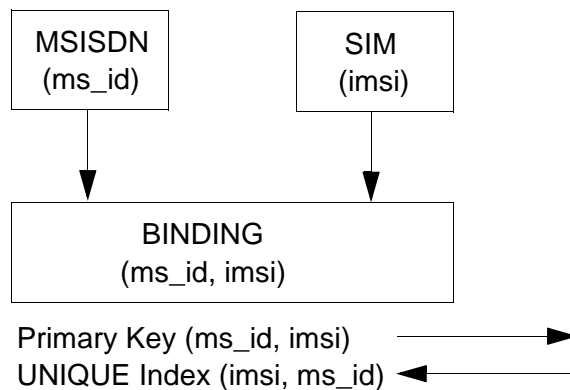 MSISDN
(ms_id)
SIM
(imsi)
BINDING
(ms_id, imsi)
Primary Key (ms_id, imsi)
UNIQUE Index (imsi, ms_id)